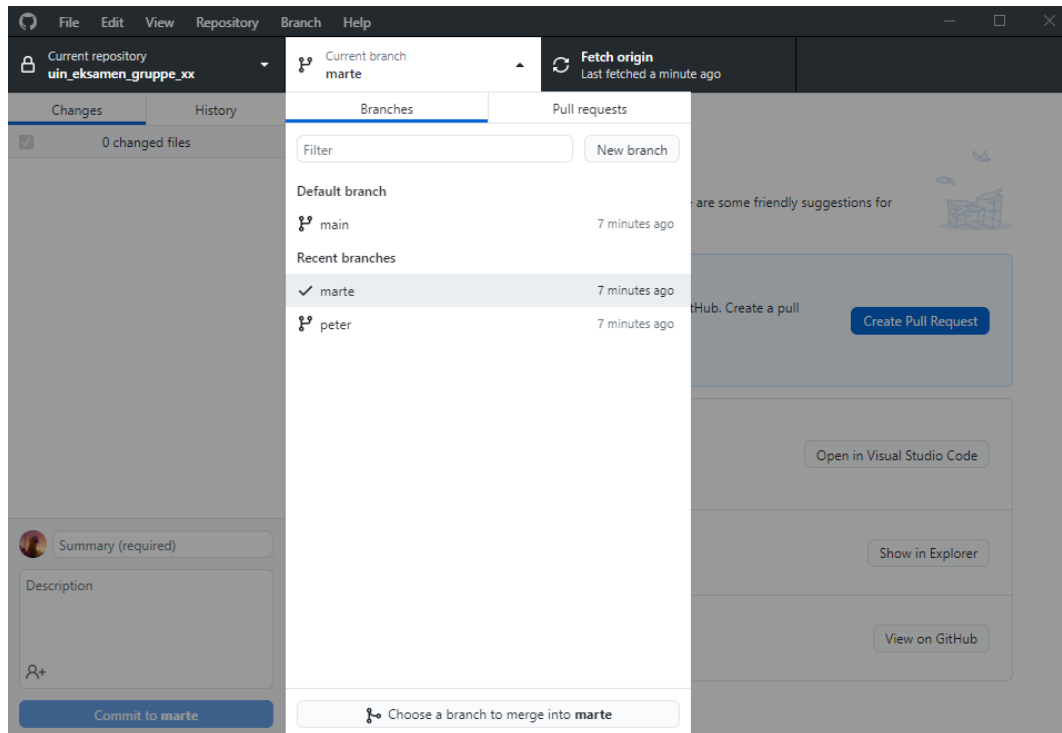 File Edit View Repository Branch Help
Current repository
uin_eksamen_gruppe_xx
Current branch
marte
Fetch origin
Last fetched a minute ago
Changes History
0 changed files
Branches Pull requests
Filter
New branch
Default branch
main 7 minutes ago
Recent branches
marte 7 minutes ago
peter 7 minutes ago
Choose a branch to merge into marte
are some friendly suggestions for
Hub. Create a pull
Create Pull Request
Open in Visual Studio Code
Show in Explorer
View on GitHub
Summary (required)
Description
Commit to marte